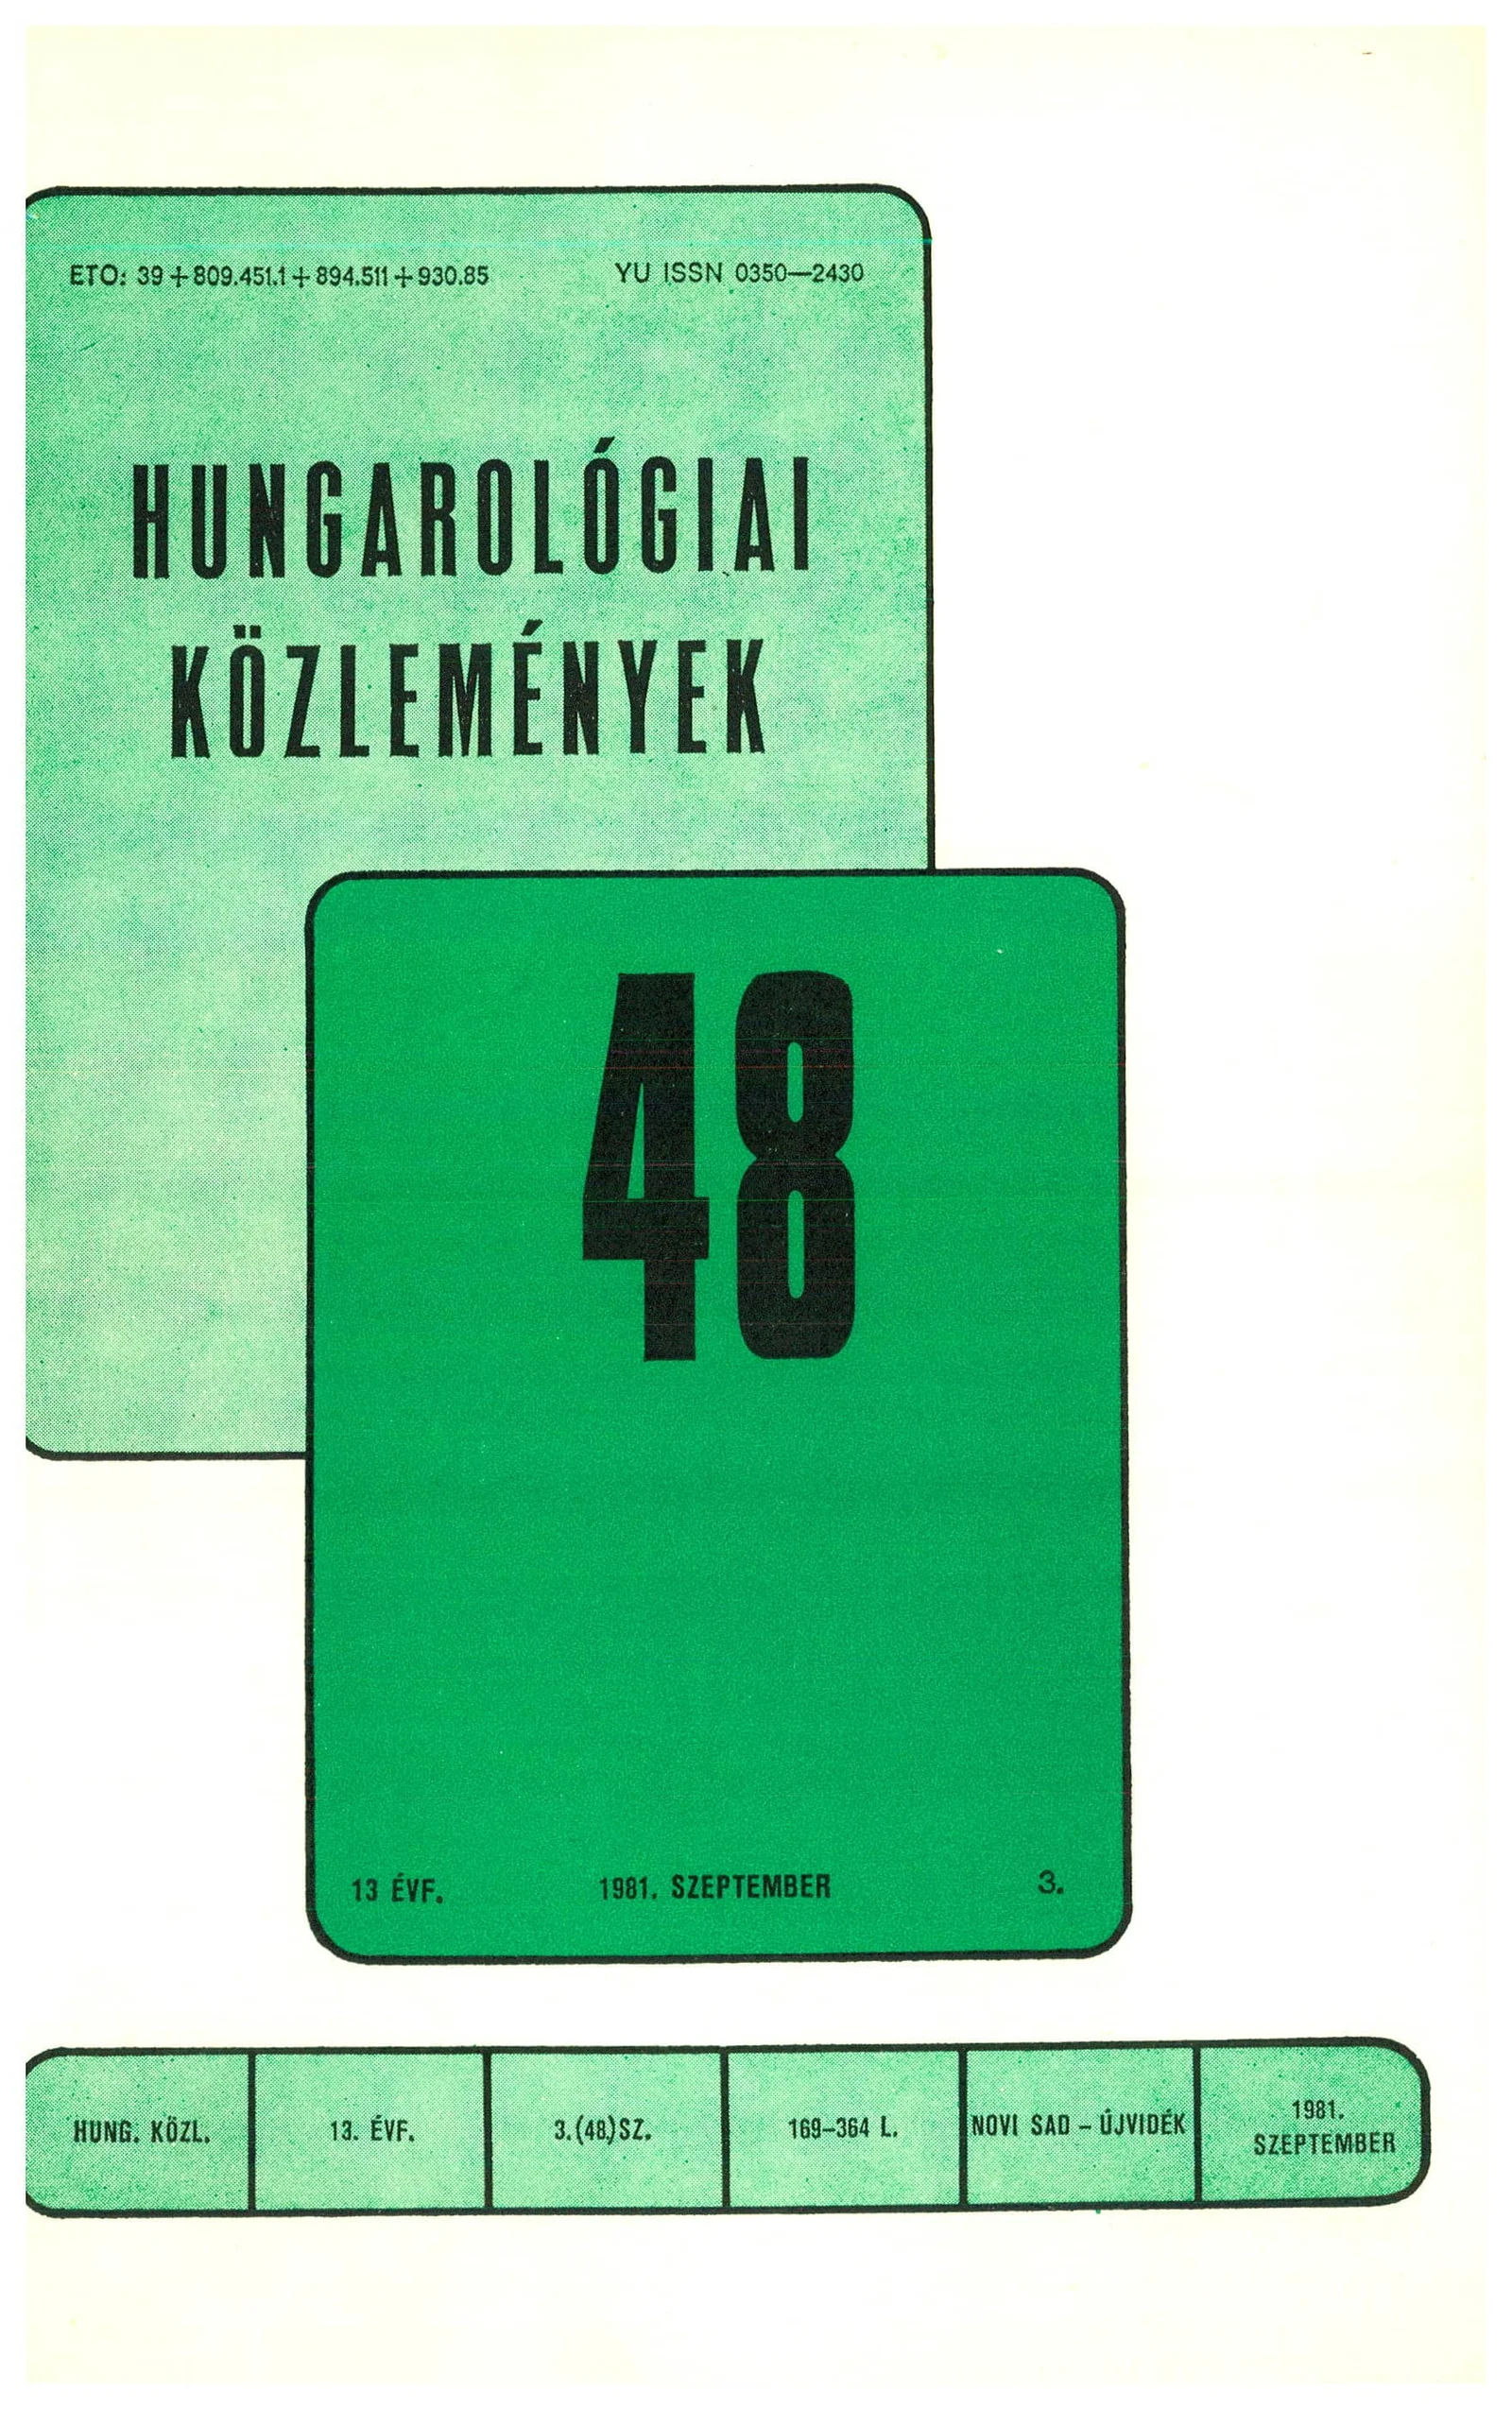 ETO: 39+809.451.1+894.511+930.85
YU ISSN 0350—2430
HUNGAROLÓGIAI
KÖZLEMÉNYEK
48
13 ÉVF.
1981. SZEPTEMBER
3.
HUNG. KÖZL.
13. ÉVF.
3.(48.)SZ.
169–364 L.
NOVI SAD – ÚJVIDÉK
1981.
SZEPTEMBER